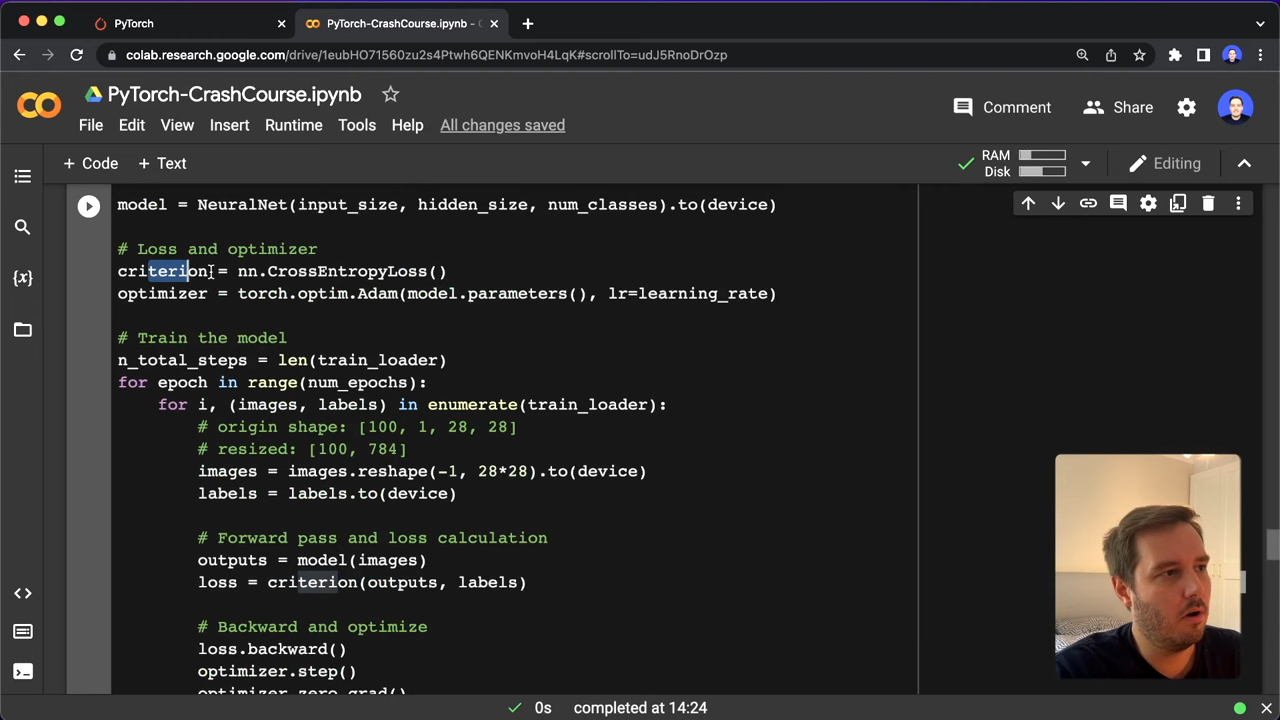 PyTorch
PyTorch-CrashCourse.ipynb - C
colab.research.google.com/drive/1eubHO71560zu2s4Ptwh6QENKmvoH4LqK#scrollTo=udJ5RnoDrOzp
PyTorch-CrashCourse.ipynb
Comment
Share
File Edit View Insert Runtime Tools Help All changes saved
+ Code + Text
RAM
Disk
Editing
model = NeuralNet(input_size, hidden_size, num_classes).to(device)
# Loss and optimizer
criterion = nn.CrossEntropyLoss()
optimizer = torch.optim.Adam(model.parameters(), lr=learning_rate)
# Train the model
n_total_steps = len(train_loader)
for epoch in range(num_epochs):
for i, (images, labels) in enumerate(train_loader):
# origin shape: [100, 1, 28, 28]
# resized: [100, 784]
images = images.reshape(-1, 28*28).to(device)
labels = labels.to(device)
# Forward pass and loss calculation
outputs = model(images)
loss = criterion(outputs, labels)
# Backward and optimize
loss.backward()
optimizer.step()
optimizer.zero_grad()
0s completed at 14:24